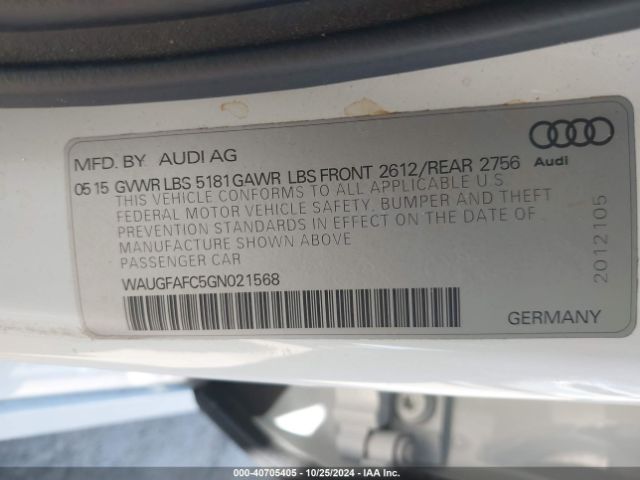 MFD. BY AUDI AG
Audi
05 15 GVWR LBS 5181 GAWR LBS FRONT 2612/REAR 2756
THIS VEHICLE CONFORMS TO ALL APPLICABLE U.S
FEDERAL MOTOR VEHICLE SAFETY, BUMPER AND THEFT
PREVENTION STANDARDS IN EFFECT ON THE DATE OF
MANUFACTURE SHOWN ABOVE
PASSENGER CAR
WAUGFAFC5GN021568
GERMANY
2012105
000-40705405 - 10/25/2024 - IAA Inc.